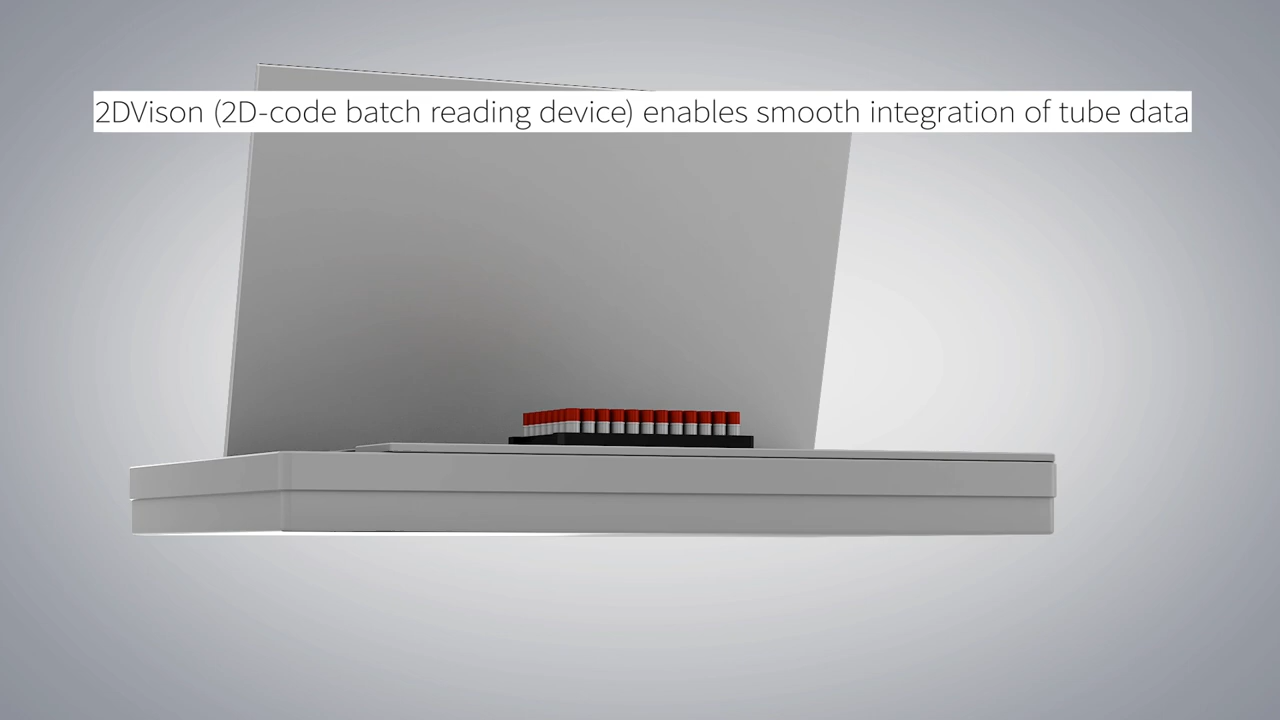 2DVison (2D-code batch reading device) enables smooth integration of tube data